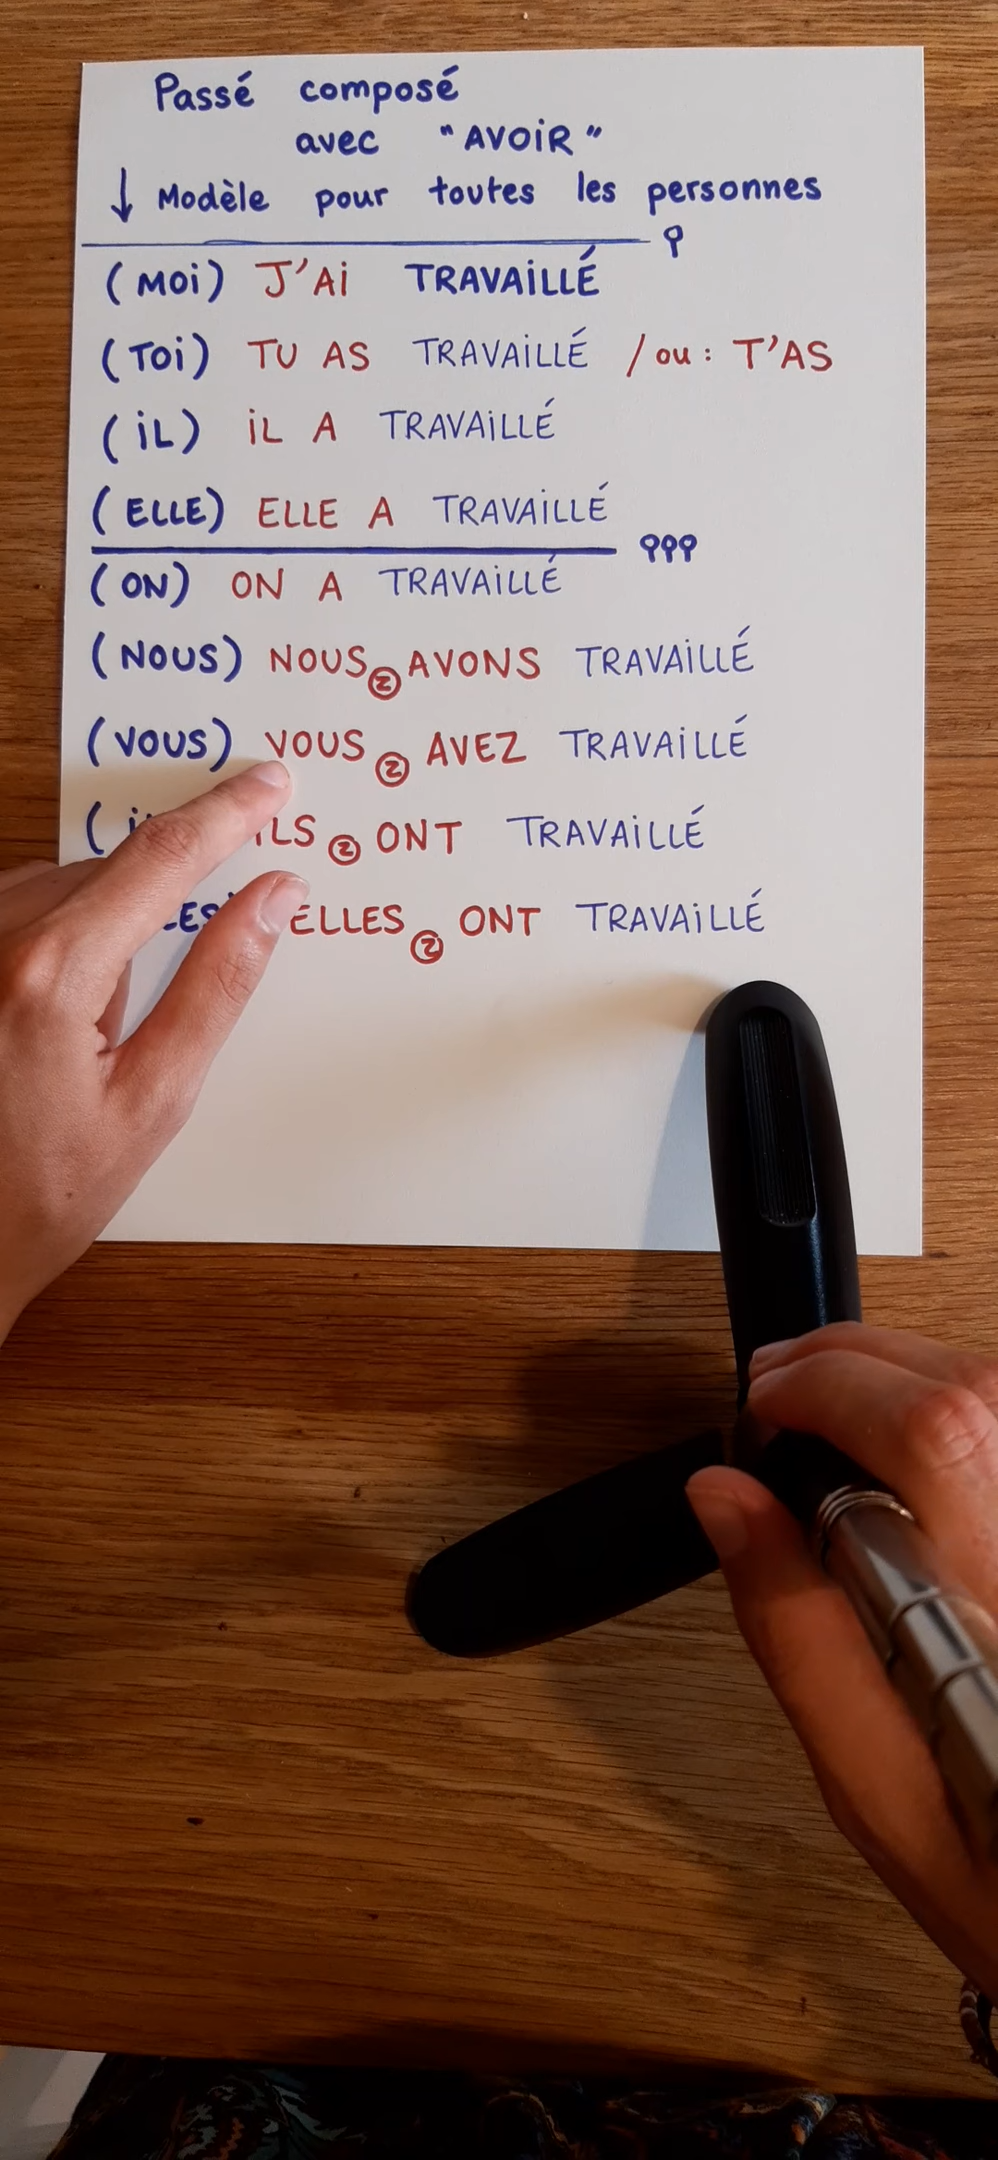 Passé composé
avec "AVOiR"
↓ Modèle pour toutes les personnes
(MOi) J'Ai TRAVAiLLÉ
(TOi) TU AS TRAVAiLLÉ / ou : T'AS
(iL) iL A TRAVAiLLÉ
(ELLE) ELLE A TRAVAiLLÉ
(ON) ON A TRAVAiLLÉ
(NOUS) NOUS Z AVONS TRAVAiLLÉ
(VOUS) VOUS Z AVEZ TRAVAiLLÉ
( iLS Z ONT TRAVAiLLÉ
ELLES Z ONT TRAVAiLLÉ